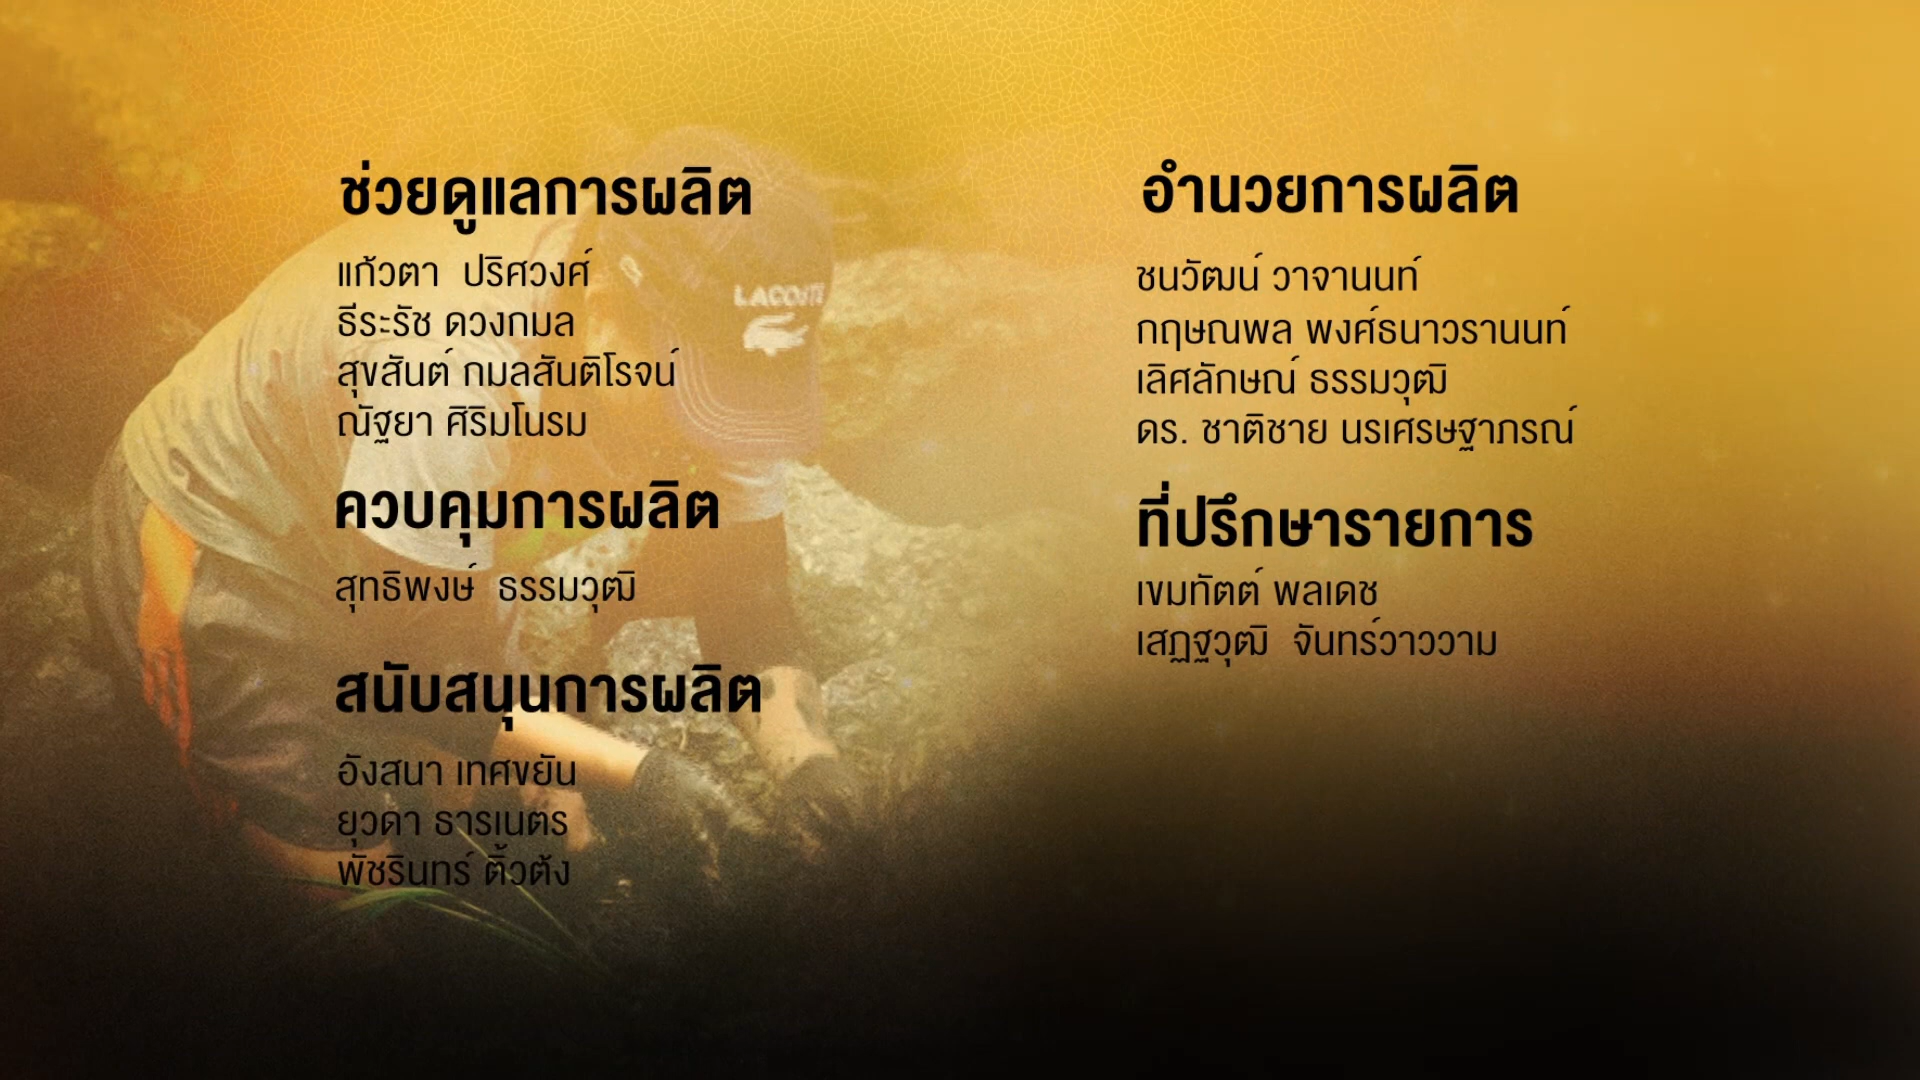 ช่วยดูแลการผลิต
แก้วตา ปริศวงศ์
ธีระรัช ดวงกมล
สุขสันต์ กมลสันติโรจน์
ณัฐยา ศิริมโนรม
ควบคุมการผลิต
สุทธิพงษ์ ธรรมวุฒิ
สนับสนุนการผลิต
อังสนา เทศขยัน
ยุวดา ธารเนตร
พัชรินทร์ ติ้วตั้ง
LACOSTE
อำนวยการผลิต
ชนวัฒน์ วาจานนท์
กฤษณพล พงศ์ธนาวรานนท์
เลิศลักษณ์ ธรรมวุฒิ
ดร. ชาติชาย นรเศรษฐาภรณ์
ที่ปรึกษารายการ
เขมทัตต์ พลเดช
เสฏฐวุฒิ จันทร์วาววาม